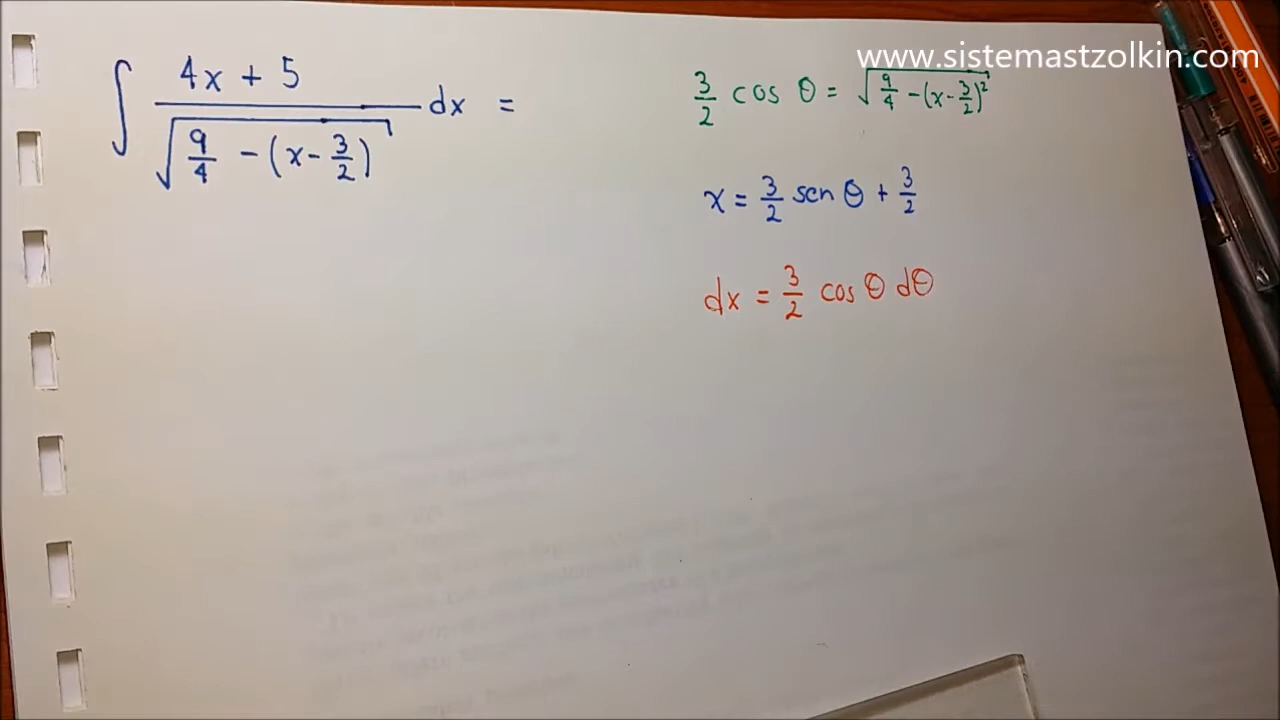 www.sistemastzolkin.com
∫ (4x + 5) / √(9/4 - (x - 3/2)) dx =
3/2 cos θ = √(9/4 - (x - 3/2)²)
x = 3/2 sen θ + 3/2
dx = 3/2 cos θ dθ